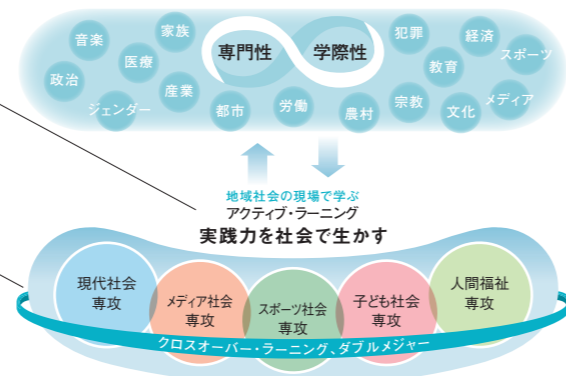 音楽
家族
医療
政治
産業
ジェンダー
都市
専門性
学際性
労働
犯罪
経済
スポーツ
教育
宗教
農村
文化
メディア
地域社会の現場で学ぶ
アクティブ・ラーニング
実践力を社会で生かす
現代社会
専攻
メディア社会
専攻
スポーツ社会
専攻
子ども社会
専攻
人間福祉
専攻
クロスオーバー・ラーニング、ダブルメジャー